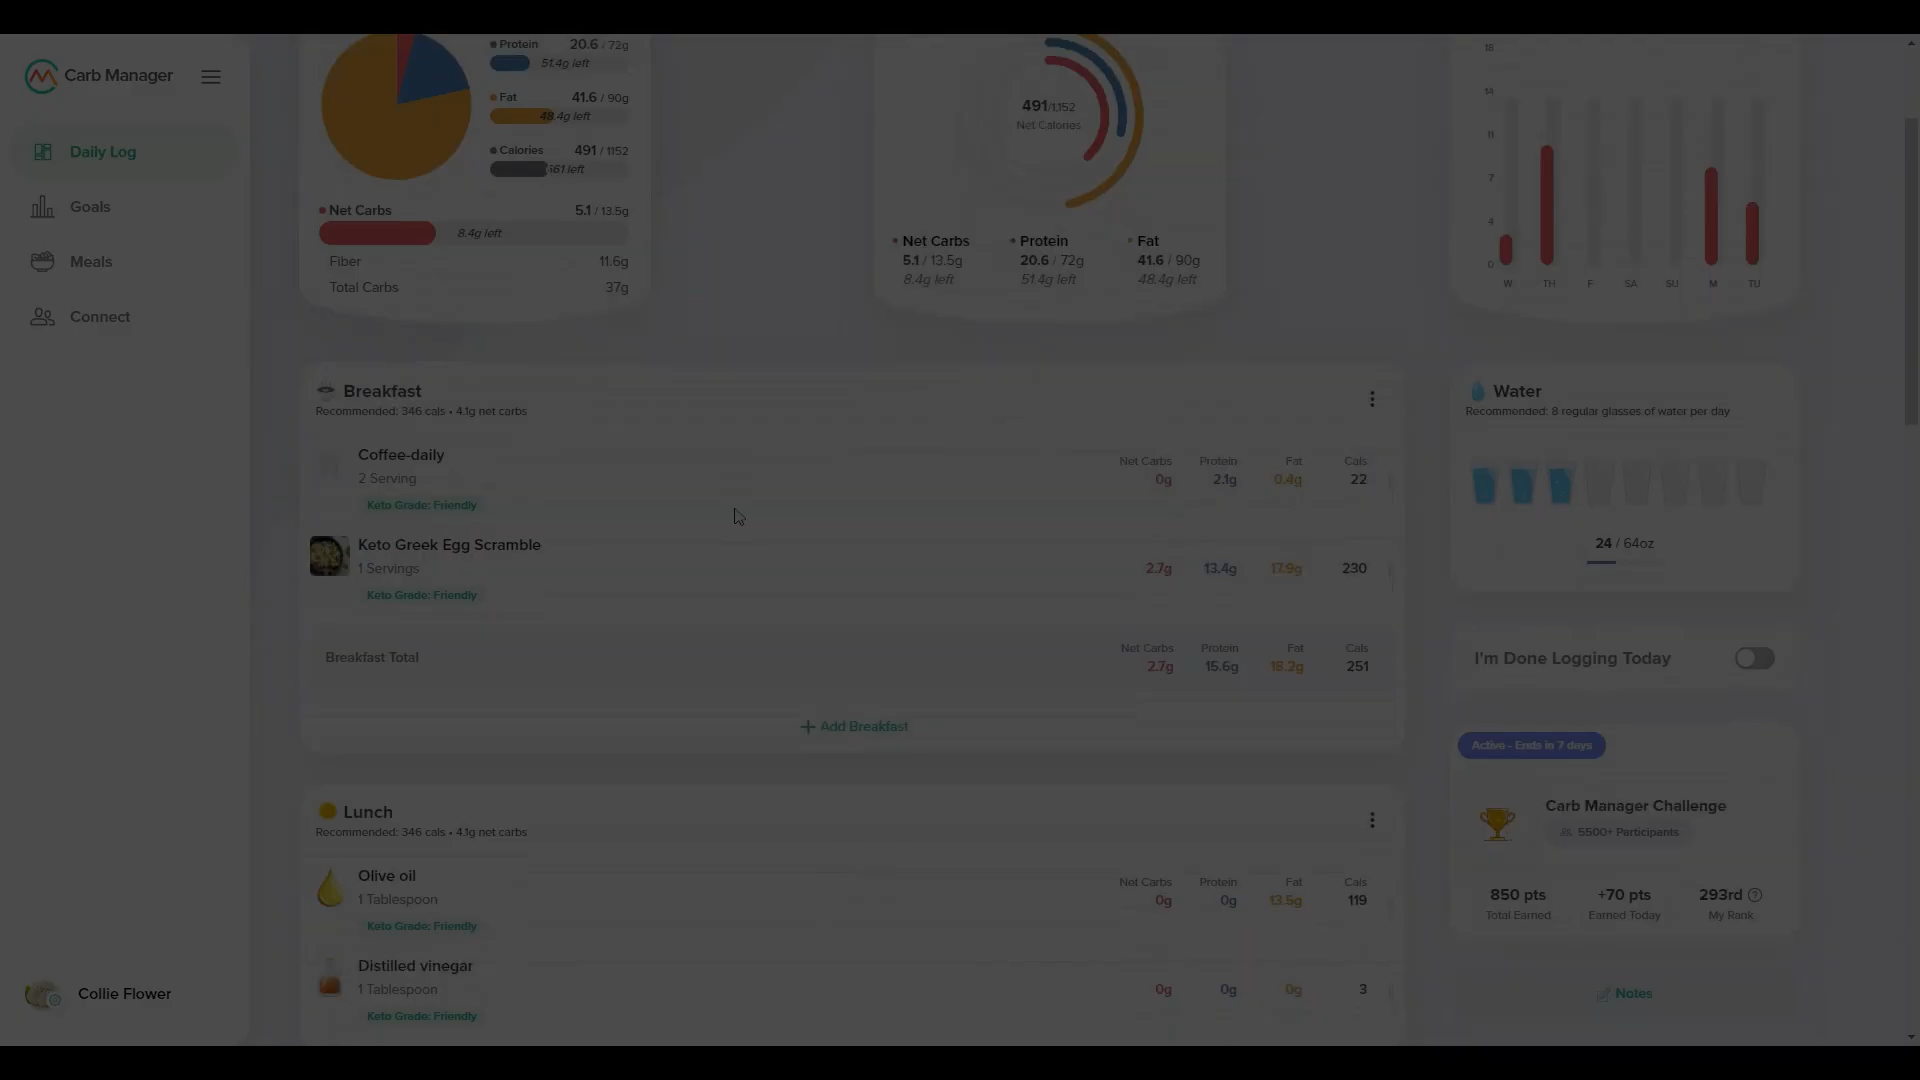 Carb Manager
Daily Log
Goals
Meals
Connect
Collie Flower
Protein 20.6 / 72g
51.4g left
Fat 41.6 / 90g
48.4g left
Calories 491 / 1152
661 left
Net Carbs 5.1 / 13.5g
8.4g left
Fiber 11.6g
Total Carbs 37g
491/1,152
Net Calories
Net Carbs Protein Fat
5.1 / 13.5g 20.6 / 72g 41.6 / 90g
8.4g left 51.4g left 48.4g left
18
14
11
7
4
0
W TH F SA SU M TU
Breakfast
Recommended: 346 cals • 4.1g net carbs
Coffee-daily
2 Serving
Keto Grade: Friendly
Net Carbs Protein Fat Cals
0g 2.1g 0.4g 22
Keto Greek Egg Scramble
1 Servings
Keto Grade: Friendly
2.7g 13.4g 17.9g 230
Breakfast Total
Net Carbs Protein Fat Cals
2.7g 15.6g 18.2g 251
+ Add Breakfast
Lunch
Recommended: 346 cals • 4.1g net carbs
Olive oil
1 Tablespoon
Keto Grade: Friendly
Net Carbs Protein Fat Cals
0g 0g 13.5g 119
Distilled vinegar
1 Tablespoon
Keto Grade: Friendly
0g 0g 0g 3
Water
Recommended: 8 regular glasses of water per day
24 / 64oz
I'm Done Logging Today
Active - Ends in 7 days
Carb Manager Challenge
5500+ Participants
850 pts +70 pts 293rd
Total Earned Earned Today My Rank
Notes